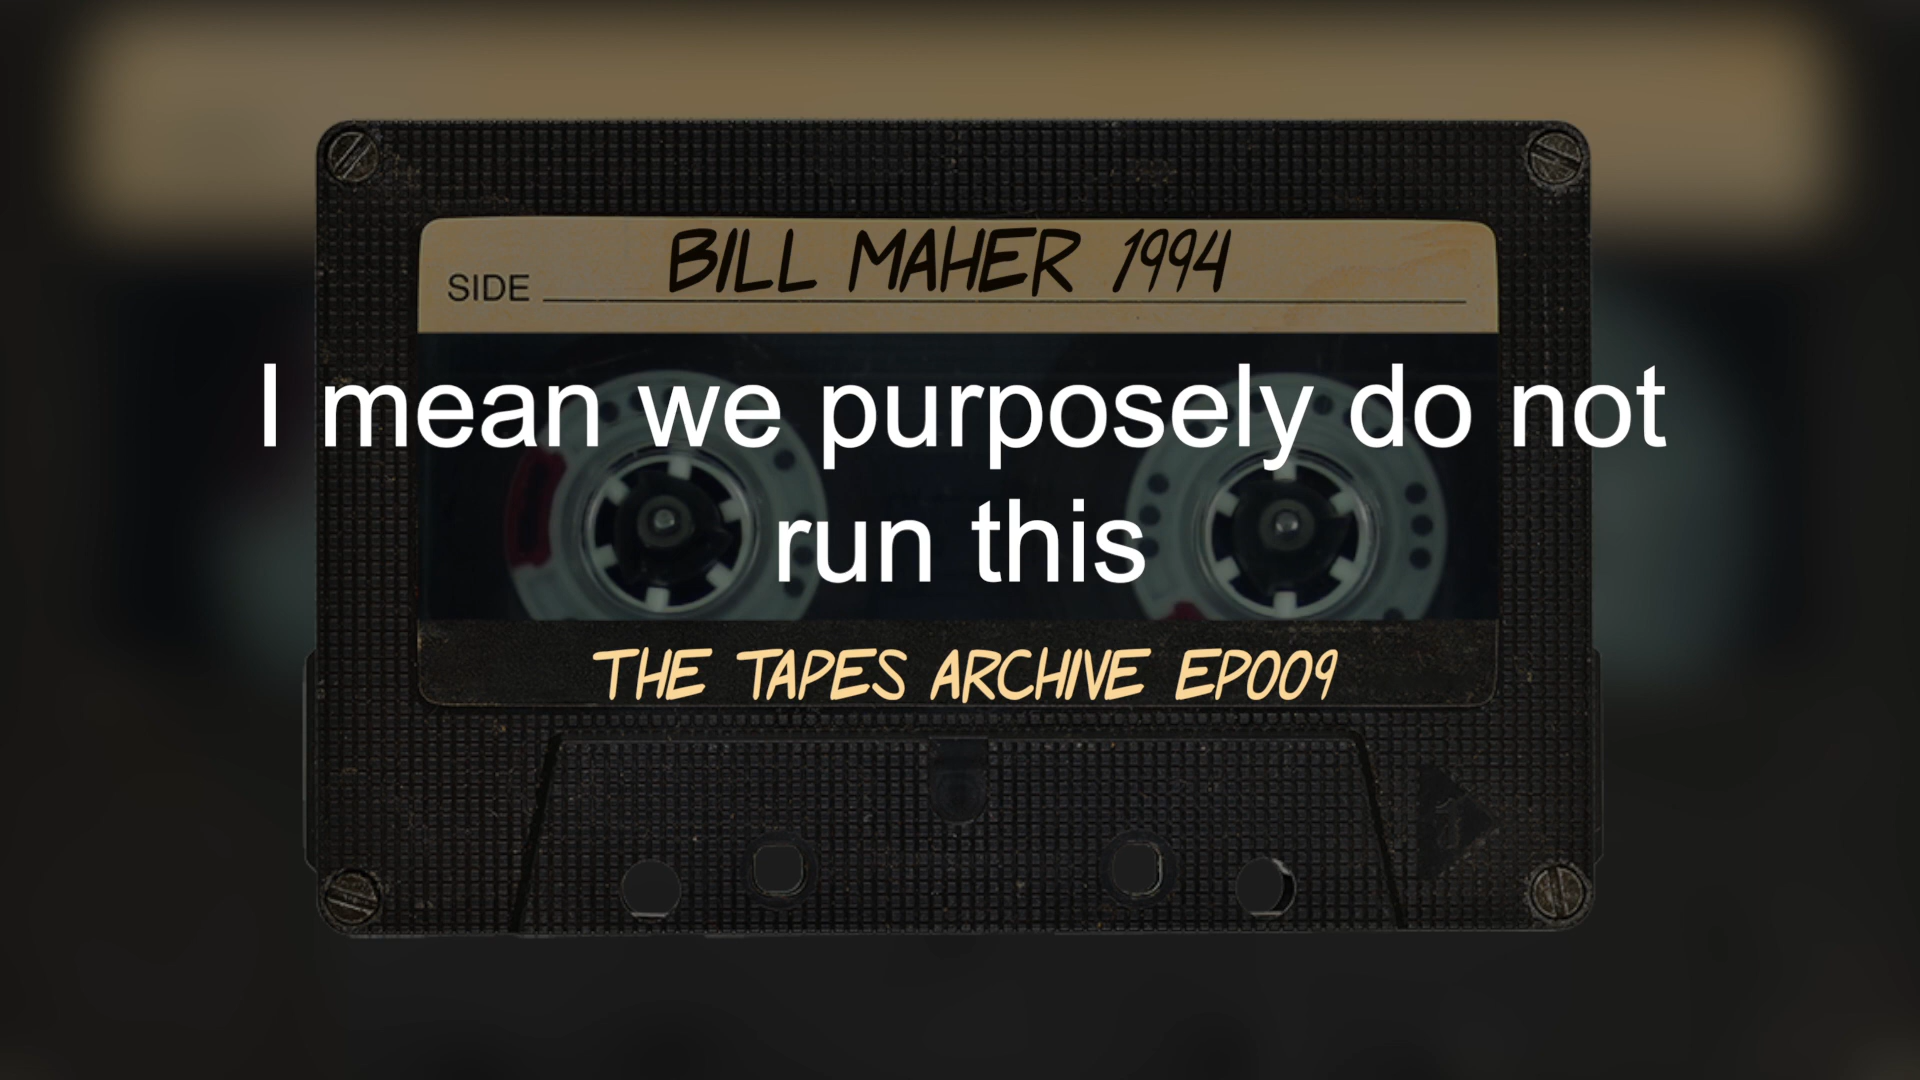 BILL MAHER 1994
SIDE
I mean we purposely do not
run this
THE TAPES ARCHIVE EP009